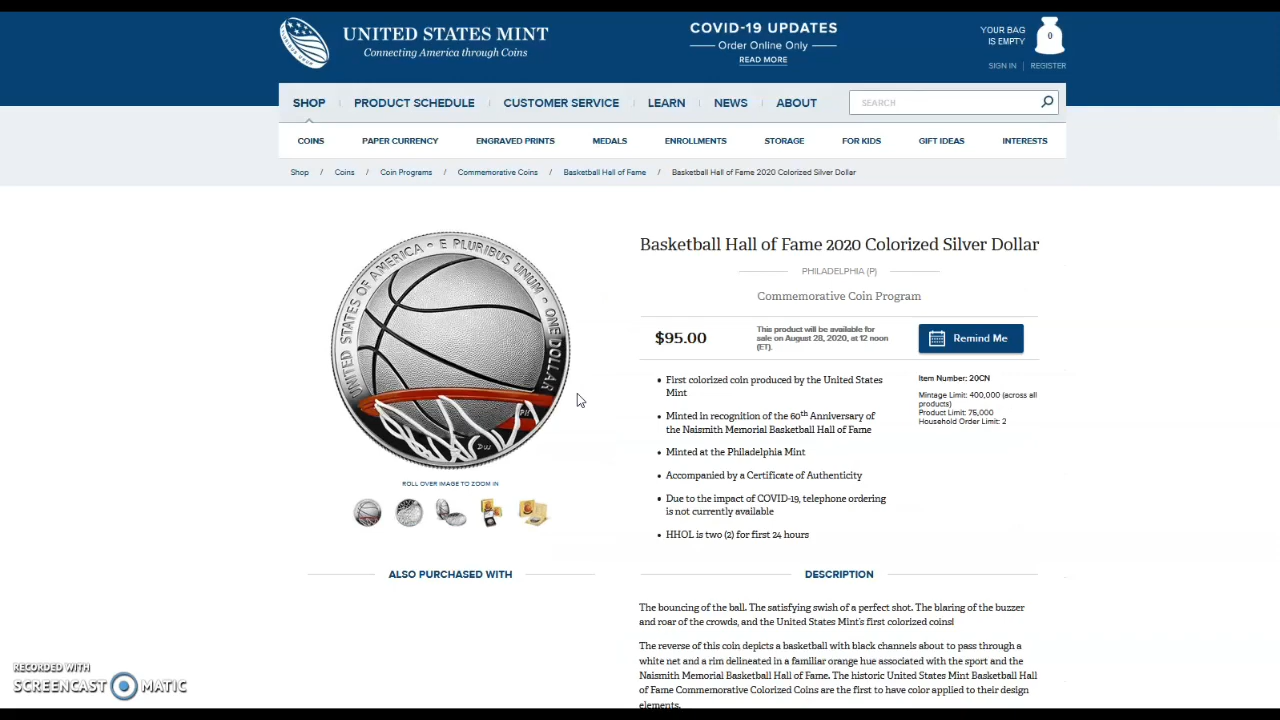 UNITED STATES MINT
Connecting America through Coins
COVID-19 UPDATES
Order Online Only
READ MORE
YOUR BAG
IS EMPTY
0
SIGN IN | REGISTER
SHOP
PRODUCT SCHEDULE
CUSTOMER SERVICE
LEARN
NEWS
ABOUT
SEARCH
COINS
PAPER CURRENCY
ENGRAVED PRINTS
MEDALS
ENROLLMENTS
STORAGE
FOR KIDS
GIFT IDEAS
INTERESTS
Shop / Coins / Coin Programs / Commemorative Coins / Basketball Hall of Fame / Basketball Hall of Fame 2020 Colorized Silver Dollar
UNITED STATES OF AMERICA • E PLURIBUS UNUM • ONE DOLLAR
PH
ROLL OVER IMAGE TO ZOOM IN
Basketball Hall of Fame 2020 Colorized Silver Dollar
PHILADELPHIA (P)
Commemorative Coin Program
$95.00
This product will be available for
sale on August 28, 2020, at 12 noon
(ET).
Remind Me
• First colorized coin produced by the United States
Mint
• Minted in recognition of the 60th Anniversary of
the Naismith Memorial Basketball Hall of Fame
• Minted at the Philadelphia Mint
• Accompanied by a Certificate of Authenticity
• Due to the impact of COVID-19, telephone ordering
is not currently available
• HHOL is two (2) for first 24 hours
Item Number: 20CN
Mintage Limit: 400,000 (across all
products)
Product Limit: 75,000
Household Order Limit: 2
ALSO PURCHASED WITH
DESCRIPTION
The bouncing of the ball. The satisfying swish of a perfect shot. The blaring of the buzzer
and roar of the crowds, and the United States Mint's first colorized coins!
The reverse of this coin depicts a basketball with black channels about to pass through a
white net and a rim delineated in a familiar orange hue associated with the sport and the
Naismith Memorial Basketball Hall of Fame. The historic United States Mint Basketball Hall
of Fame Commemorative Colorized Coins are the first to have color applied to their design
elements.
RECORDED WITH
SCREENCAST MATIC